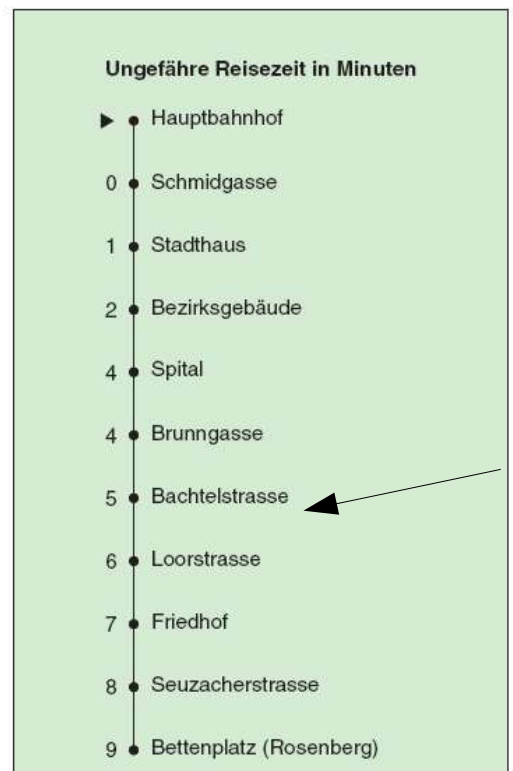 Ungefähre Reisezeit in Minuten
Hauptbahnhof
0 Schmidgasse
1 Stadthaus
2 Bezirksgebäude
4 Spital
4 Brunngasse
5 Bachtelstrasse
6 Loorstrasse
7 Friedhof
8 Seuzacherstrasse
9 Bettenplatz (Rosenberg)